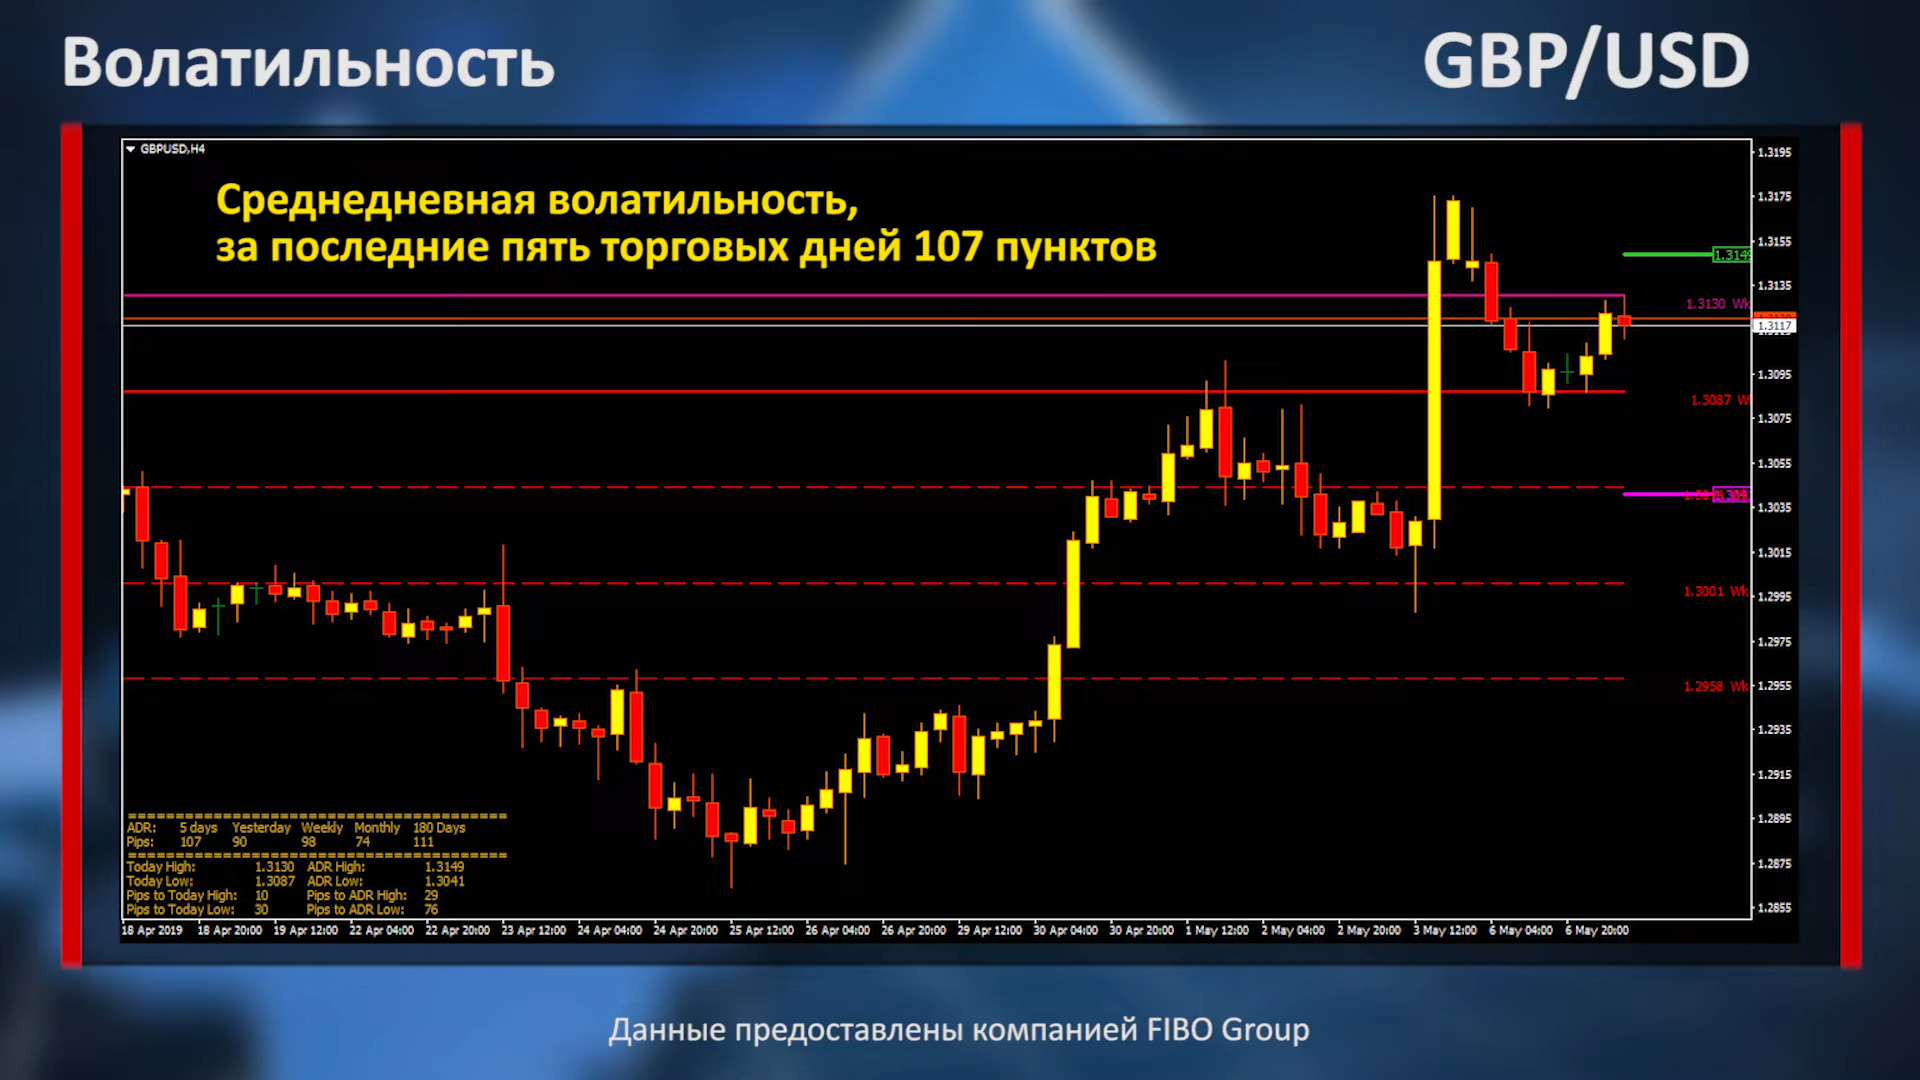 Волатильность
GBP/USD
GBPUSD,H4
Среднедневная волатильность,
за последние пять торговых дней 107 пунктов
1.3195
1.3175
1.3155
1.3149
1.3135
1.3130 Wk
1.3117
1.3095
1.3087 W
1.3075
1.3055
1.3035
1.3015
1.3001 Wk
1.2995
1.2975
1.2958 Wk
1.2955
1.2935
1.2915
1.2895
1.2875
1.2855
ADR: 5 days Yesterday Weekly Monthly 180 Days
Pips: 107 90 98 74 111
Today High: 1.3130 ADR High: 1.3149
Today Low: 1.3087 ADR Low: 1.3041
Pips to Today High: 10 Pips to ADR High: 29
Pips to Today Low: 30 Pips to ADR Low: 76
18 Apr 2019 18 Apr 20:00 19 Apr 12:00 22 Apr 04:00 22 Apr 20:00 23 Apr 12:00 24 Apr 04:00 24 Apr 20:00 25 Apr 12:00 26 Apr 04:00 26 Apr 20:00 29 Apr 12:00 30 Apr 04:00 30 Apr 20:00 1 May 12:00 2 May 04:00 2 May 20:00 3 May 12:00 6 May 04:00 6 May 20:00
Данные предоставлены компанией FIBO Group